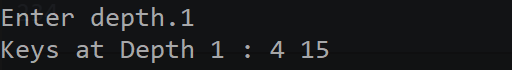 Enter depth.1
Keys at Depth 1 : 4 15